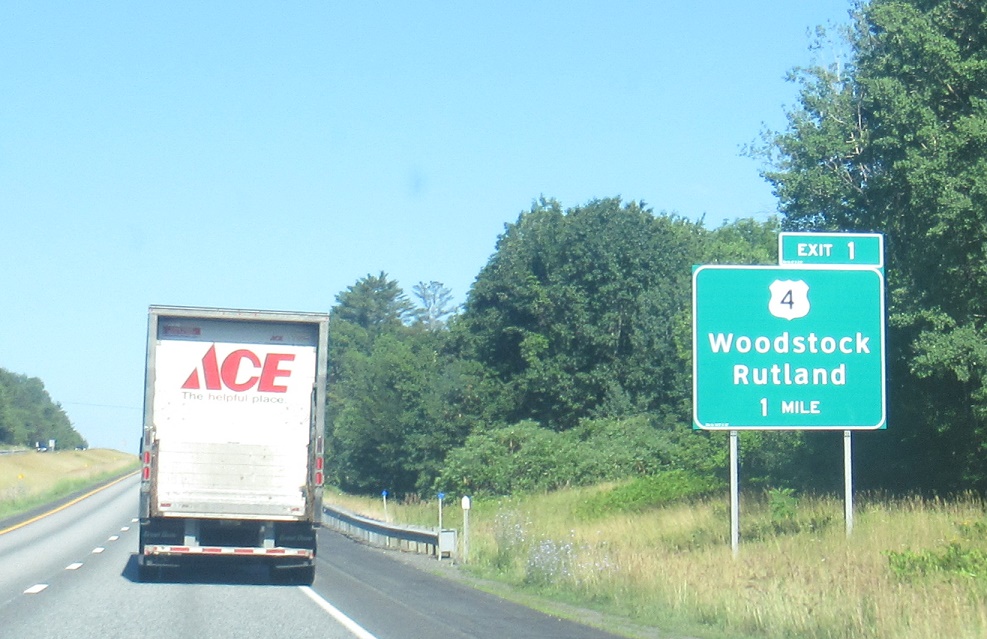 ACE
The helpful place.
EXIT 1
4
Woodstock
Rutland
1 MILE